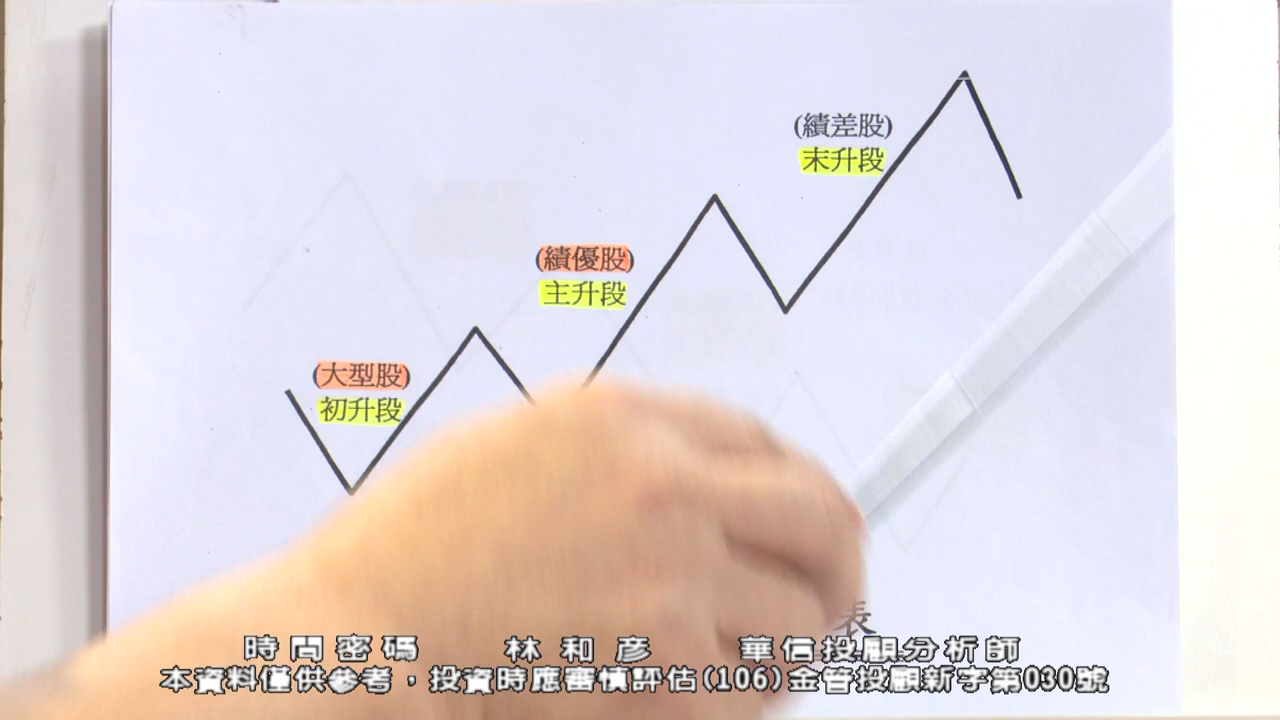 (績差股)
末升段
(績優股)
主升段
(大型股)
初升段
表
時間密碼 林和彥 華信投顧分析師
本資料僅供參考，投資時應審慎評估(106)金管投顧新字第030號